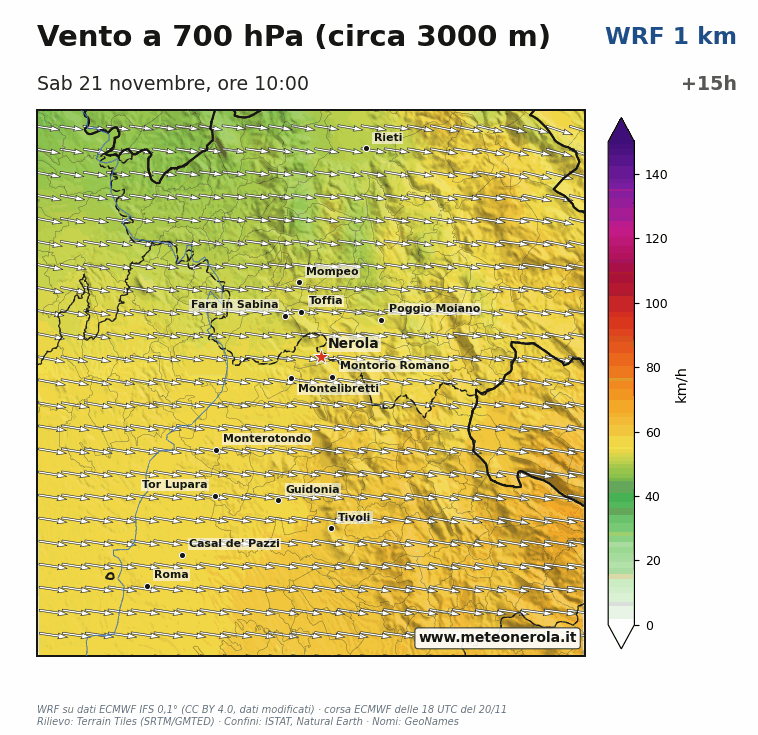 Vento a 700 hPa (circa 3000 m)
WRF 1 km
Sab 21 novembre, ore 10:00
+15h
Rieti
Mompeo
Fara in Sabina
Toffia
Poggio Moiano
Nerola
Montorio Romano
Montelibretti
Monterotondo
Tor Lupara
Guidonia
Tivoli
Casal de' Pazzi
Roma
www.meteonerola.it
140
120
100
80
60
40
20
0
km/h
WRF su dati ECMWF IFS 0,1° (CC BY 4.0, dati modificati) · corsa ECMWF delle 18 UTC del 20/11
Rilievo: Terrain Tiles (SRTM/GMTED) · Confini: ISTAT, Natural Earth · Nomi: GeoNames